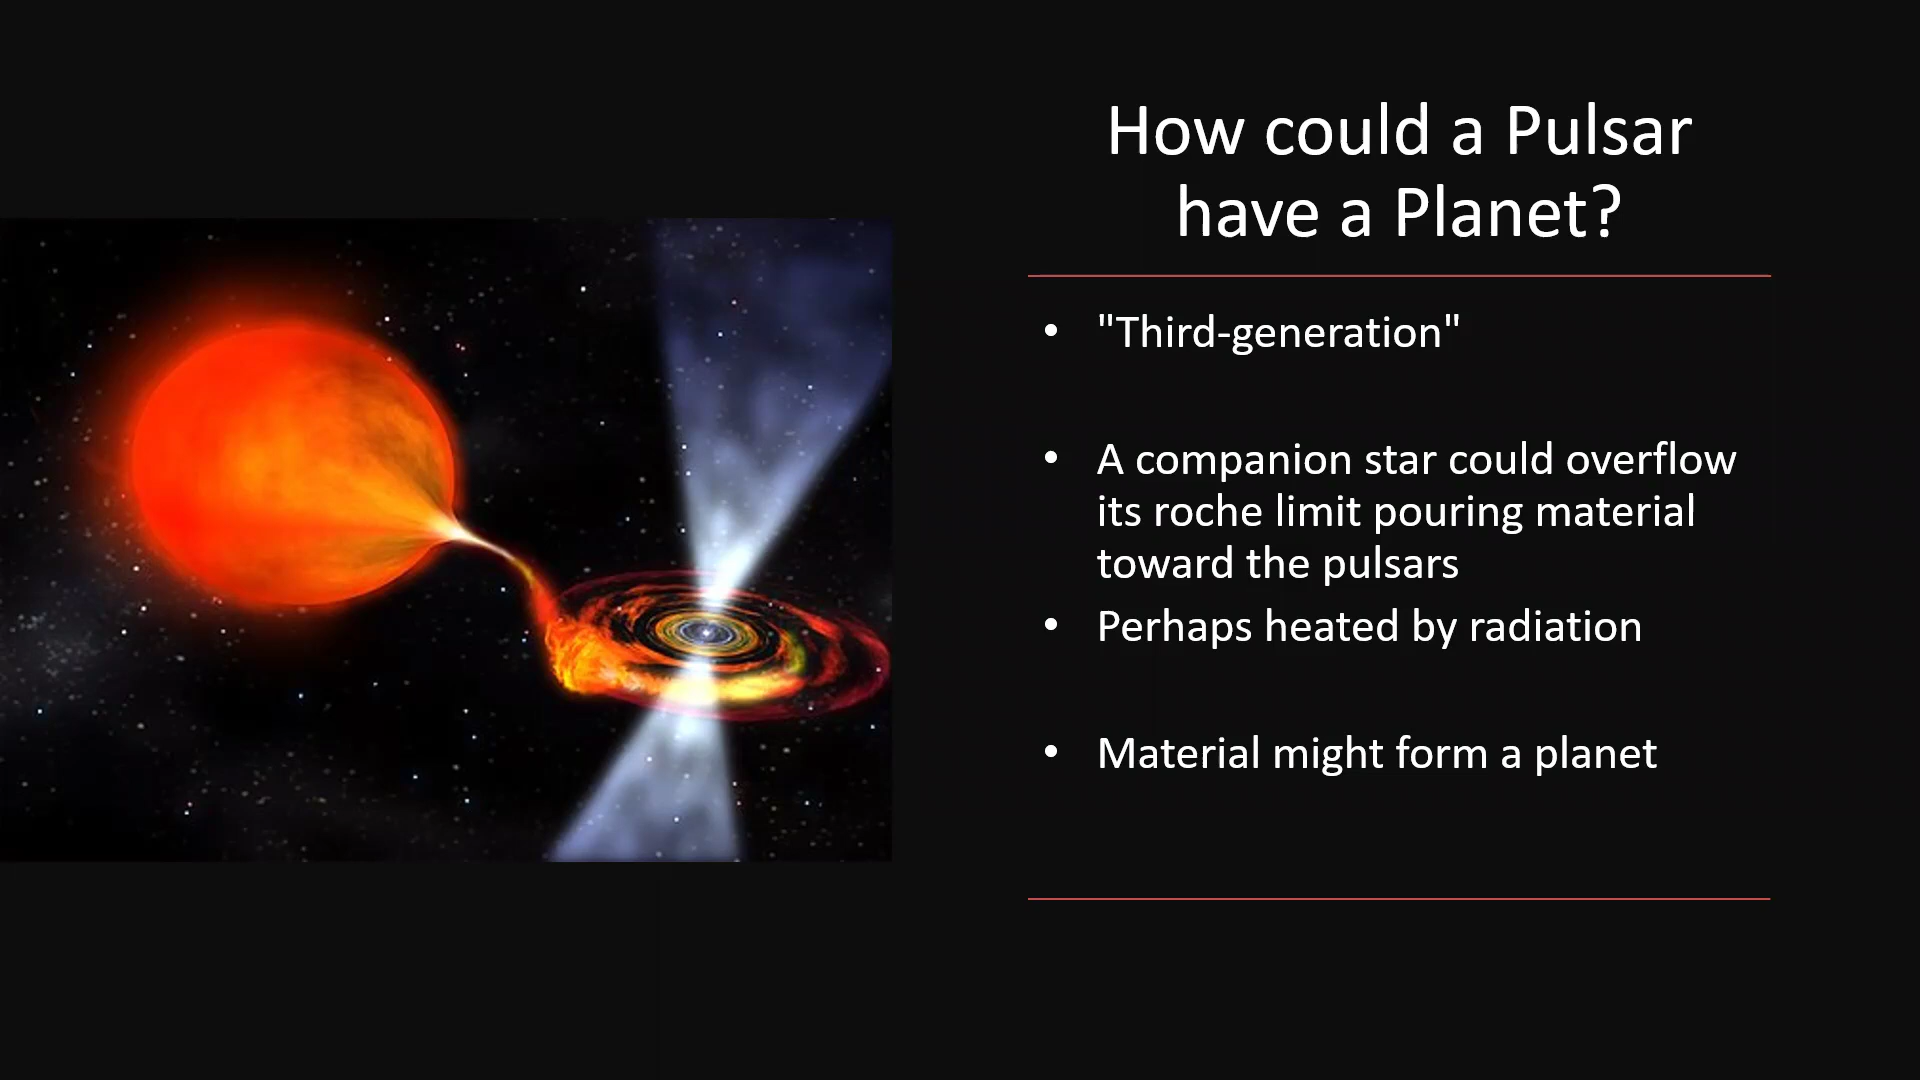 How could a Pulsar
have a Planet?
• "Third-generation"
• A companion star could overflow
its roche limit pouring material
toward the pulsars
• Perhaps heated by radiation
• Material might form a planet